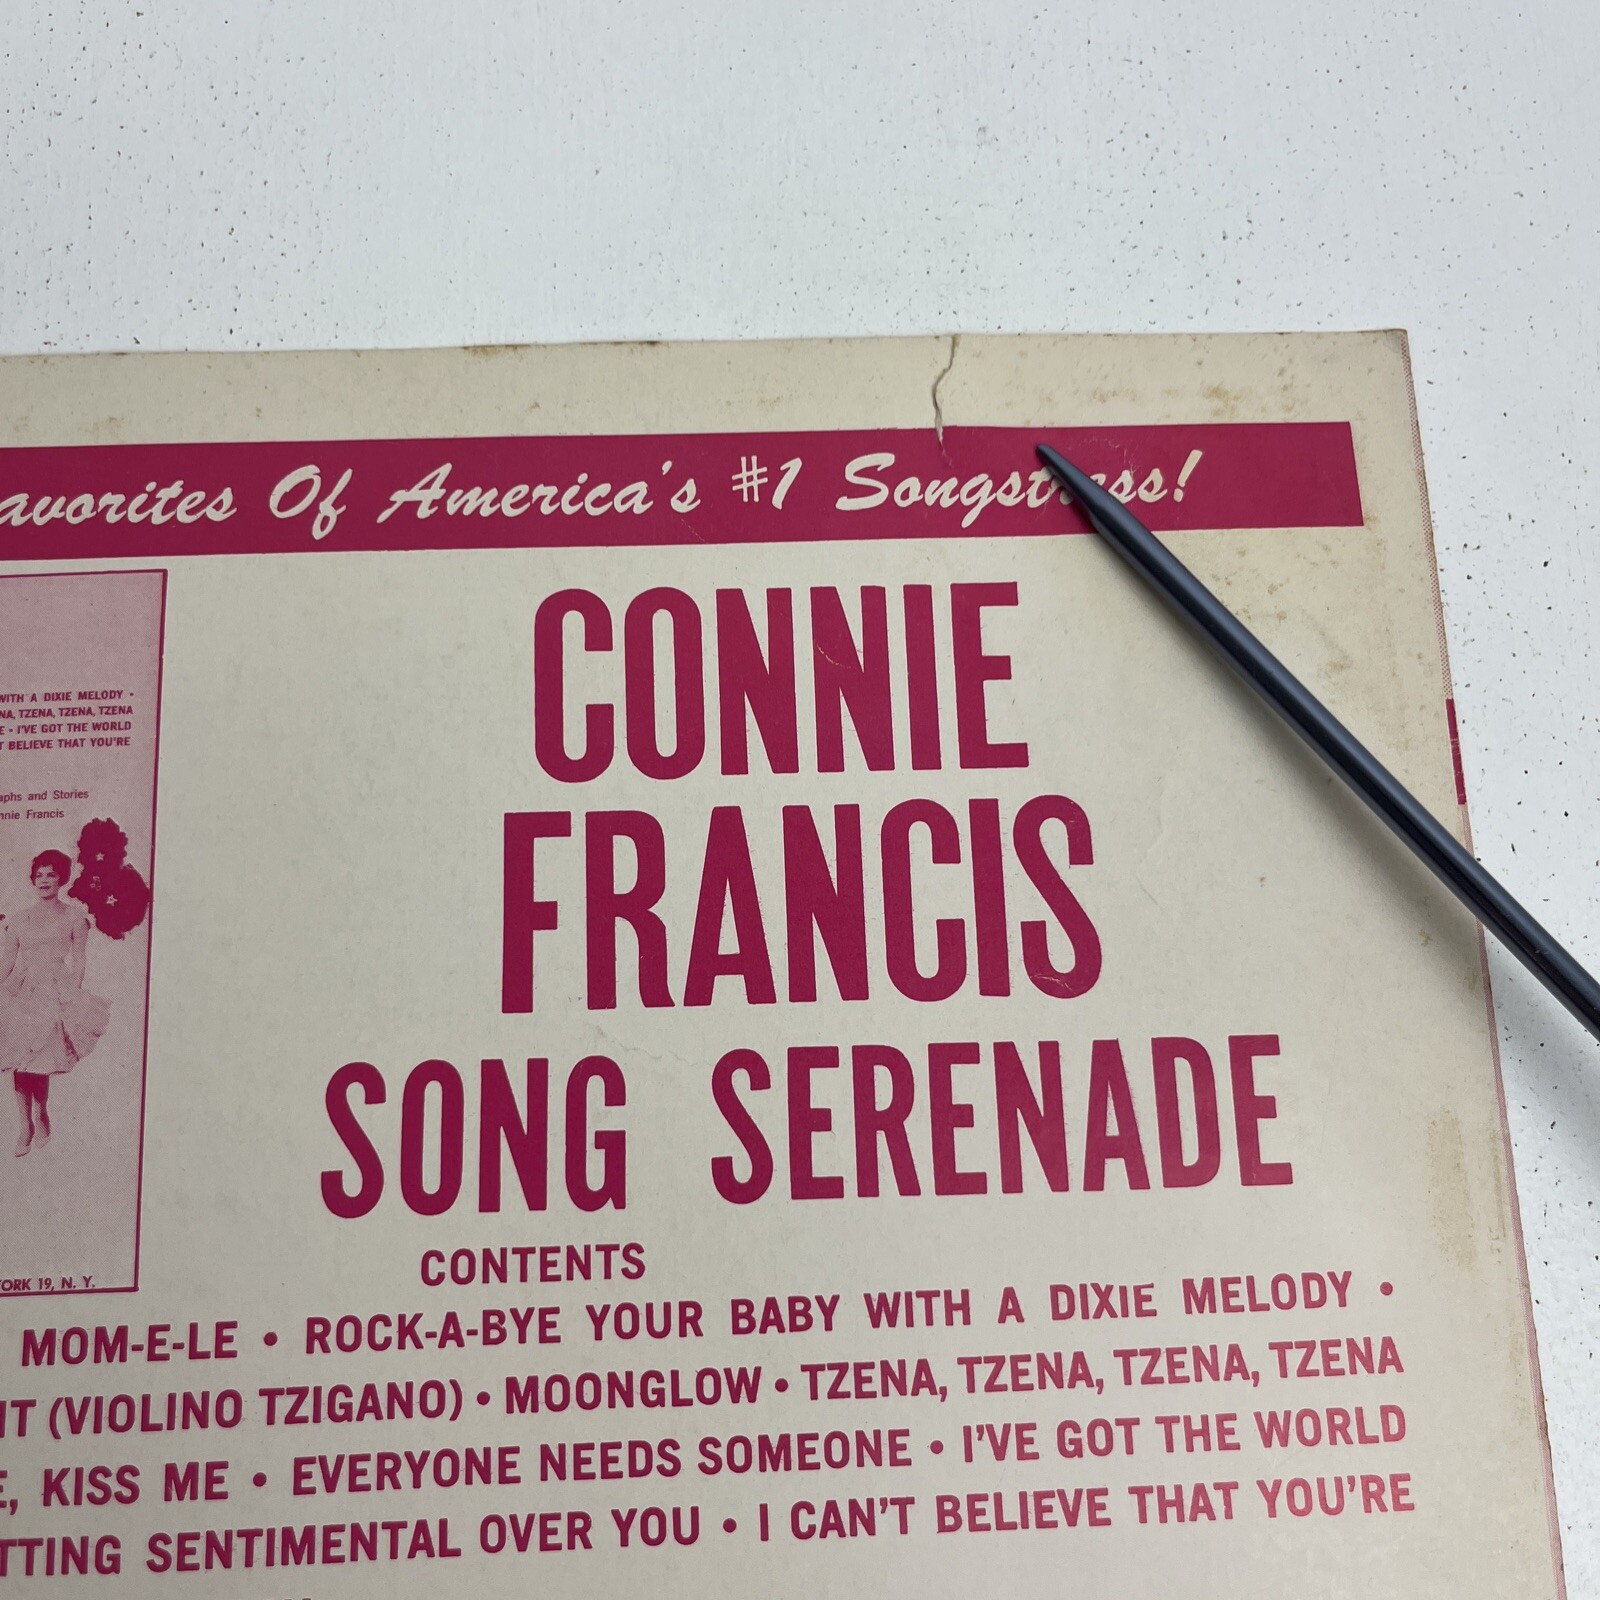 avorites Of America's #1 Songstress!
WITH A DIXIE MELODY •
NA, TZENA, TZENA, TZENA
E • I'VE GOT THE WORLD
T BELIEVE THAT YOU'RE
aphs and Stories
nnie Francis
ORK 19, N. Y.
CONNIE
FRANCIS
SONG SERENADE
CONTENTS
MOM-E-LE • ROCK-A-BYE YOUR BABY WITH A DIXIE MELODY •
IT (VIOLINO TZIGANO) • MOONGLOW • TZENA, TZENA, TZENA, TZENA
E, KISS ME • EVERYONE NEEDS SOMEONE • I'VE GOT THE WORLD
TTING SENTIMENTAL OVER YOU • I CAN'T BELIEVE THAT YOU'RE